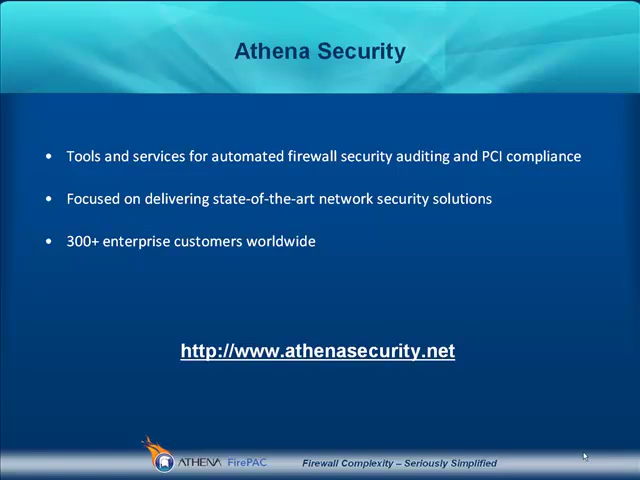 Athena Security
• Tools and services for automated firewall security auditing and PCI compliance
• Focused on delivering state-of-the-art network security solutions
• 300+ enterprise customers worldwide
http://www.athenasecurity.net
ATHENA FirePAC
Firewall Complexity – Seriously Simplified